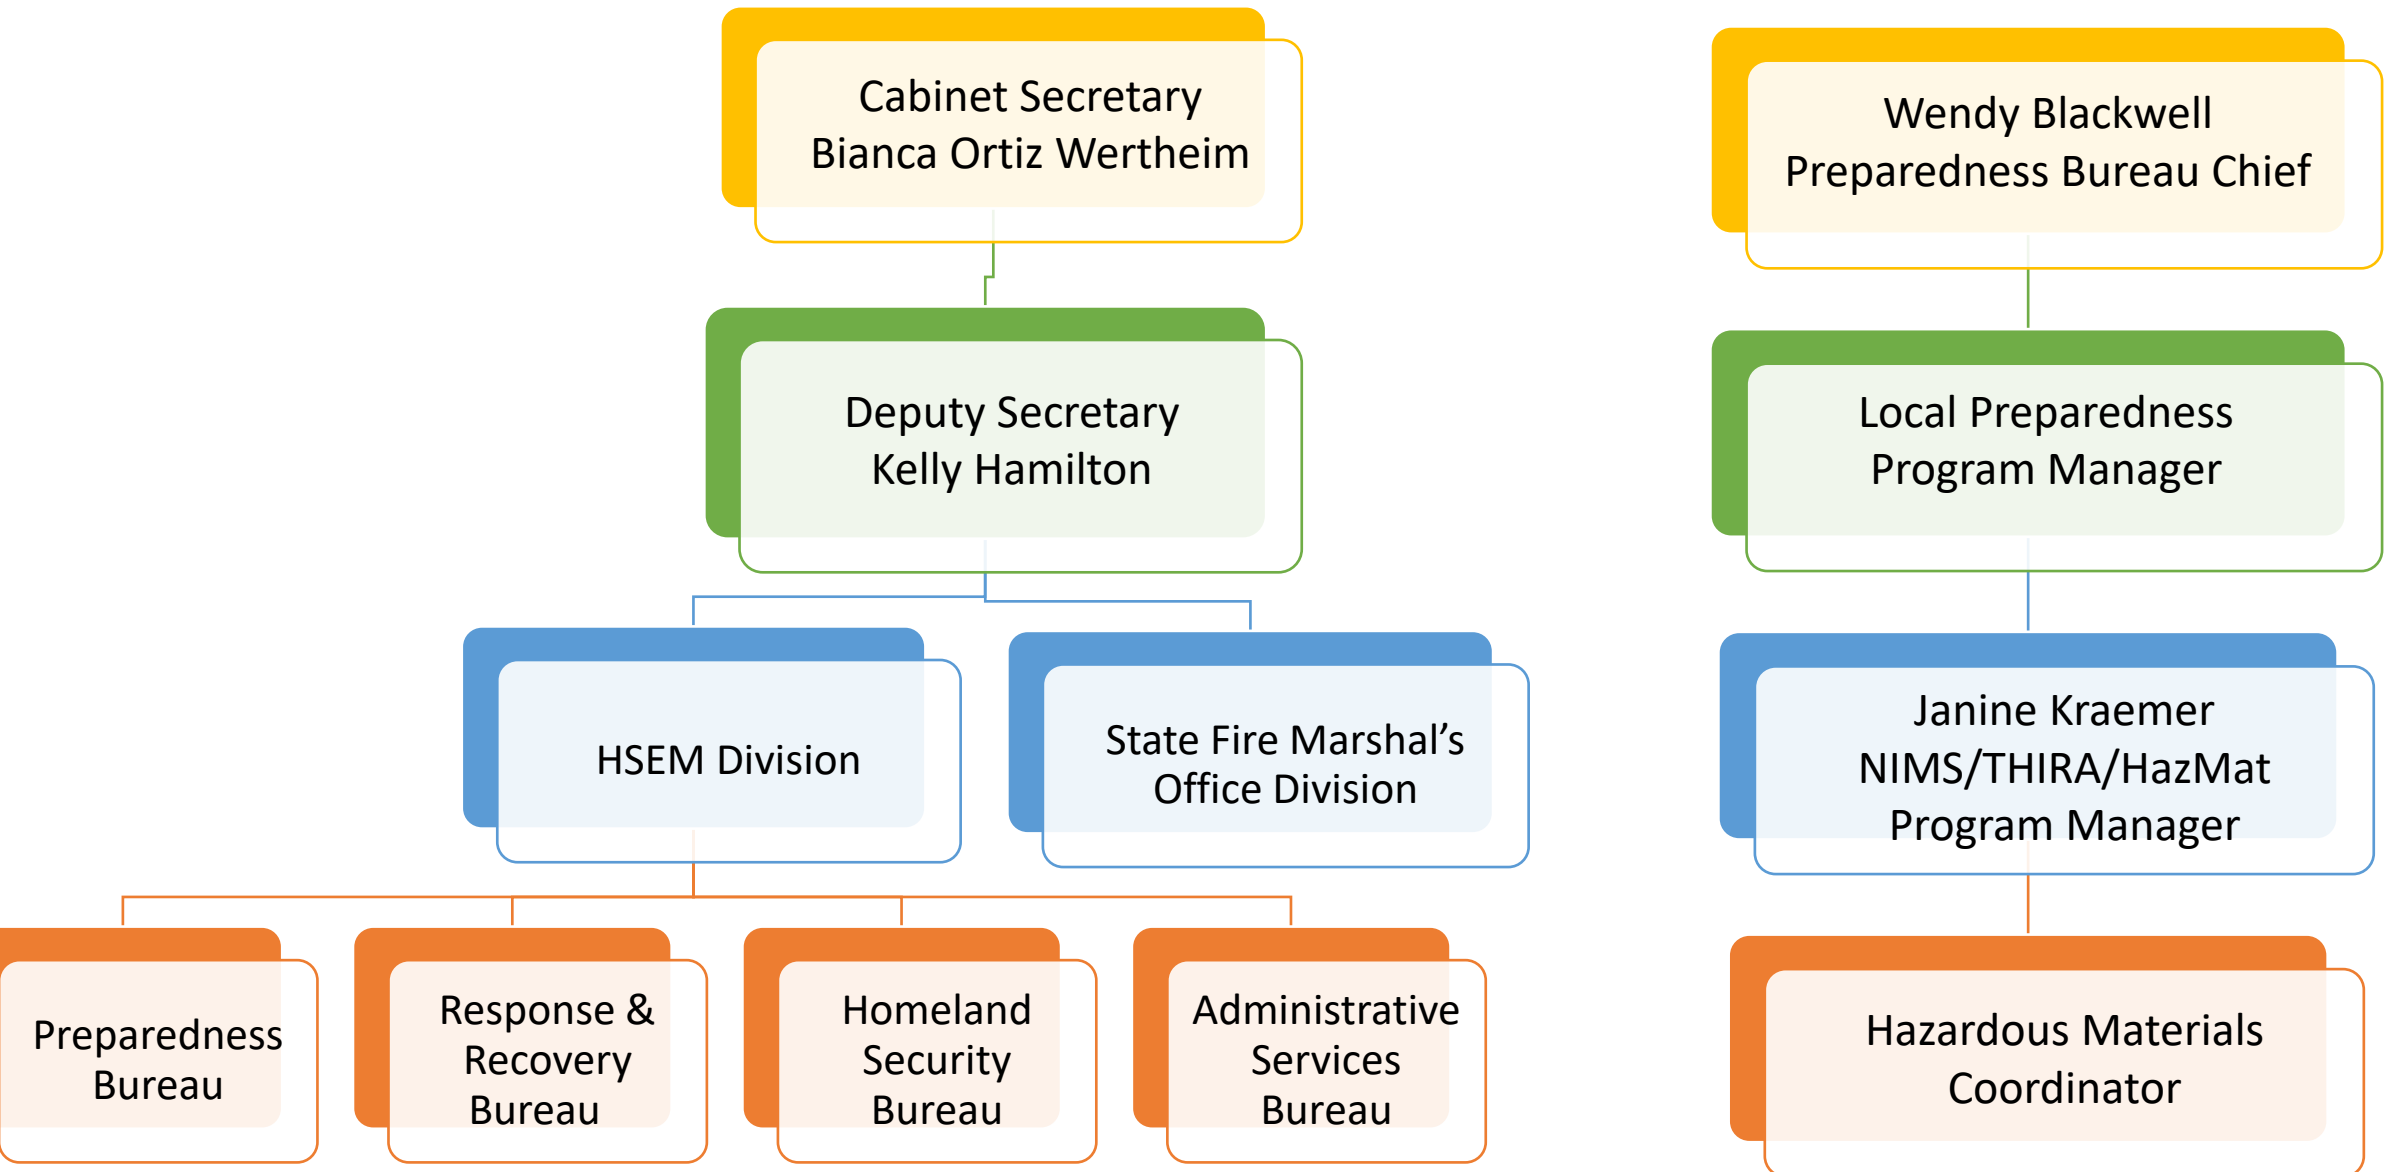 Cabinet Secretary
Bianca Ortiz Wertheim
Deputy Secretary
Kelly Hamilton
HSEM Division
State Fire Marshal’s
Office Division
Preparedness
Bureau
Response &
Recovery
Bureau
Homeland
Security
Bureau
Administrative
Services
Bureau
Wendy Blackwell
Preparedness Bureau Chief
Local Preparedness
Program Manager
Janine Kraemer
NIMS/THIRA/HazMat
Program Manager
Hazardous Materials
Coordinator